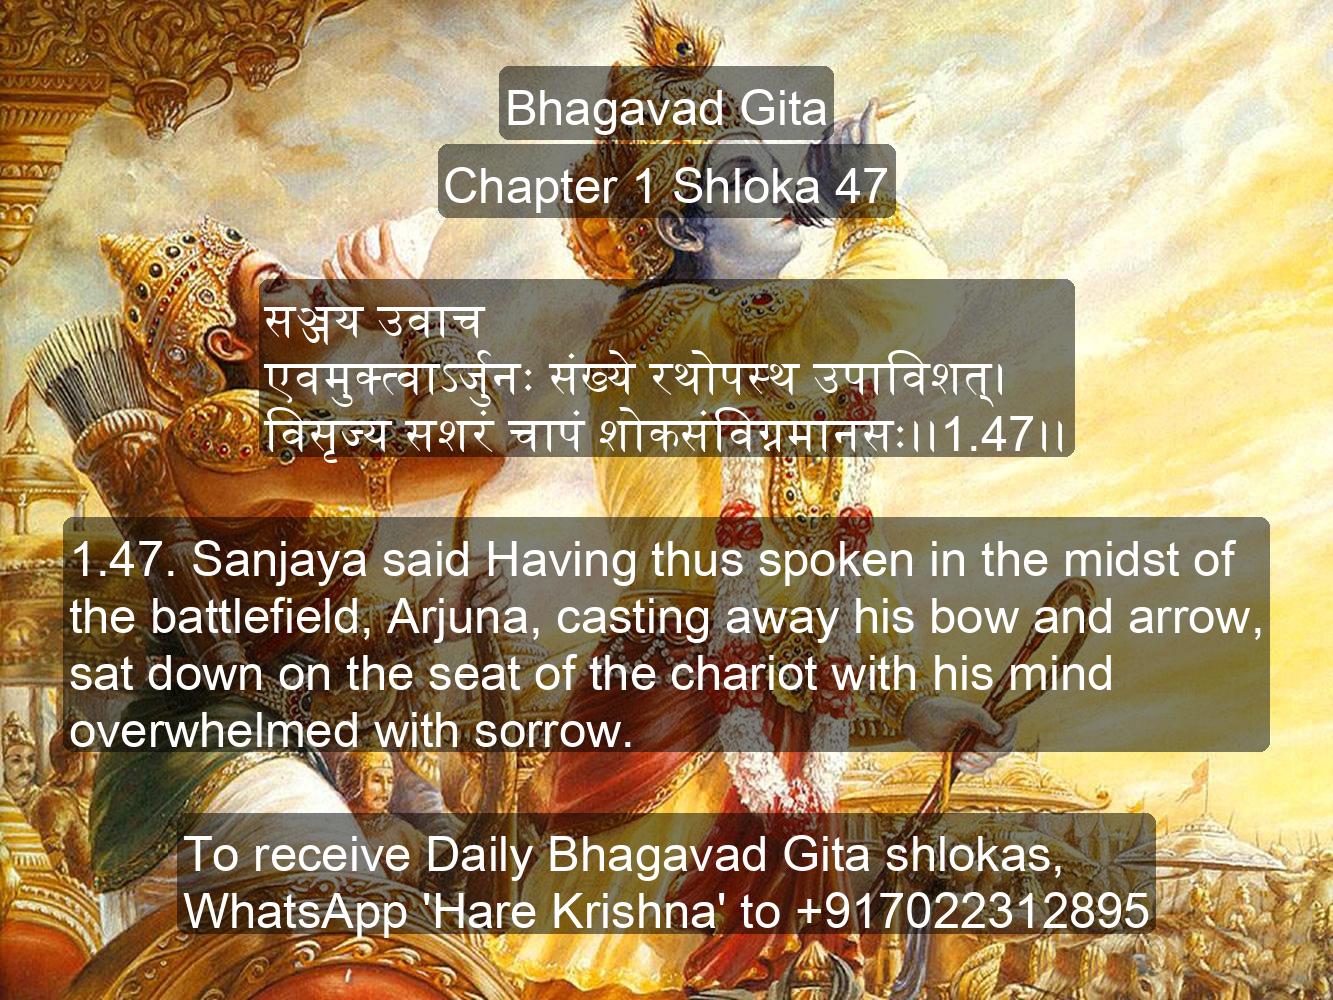 Bhagavad Gita
Chapter 1 Shloka 47
सञ्जय उवाच
एवमुक्त्वाऽर्जुनः संख्ये रथोपस्थ उपाविशत्।
विसृज्य सशरं चापं शोकसंविग्नमानसः।।1.47।।
1.47. Sanjaya said Having thus spoken in the midst of
the battlefield, Arjuna, casting away his bow and arrow,
sat down on the seat of the chariot with his mind
overwhelmed with sorrow.
To receive Daily Bhagavad Gita shlokas,
WhatsApp 'Hare Krishna' to +917022312895